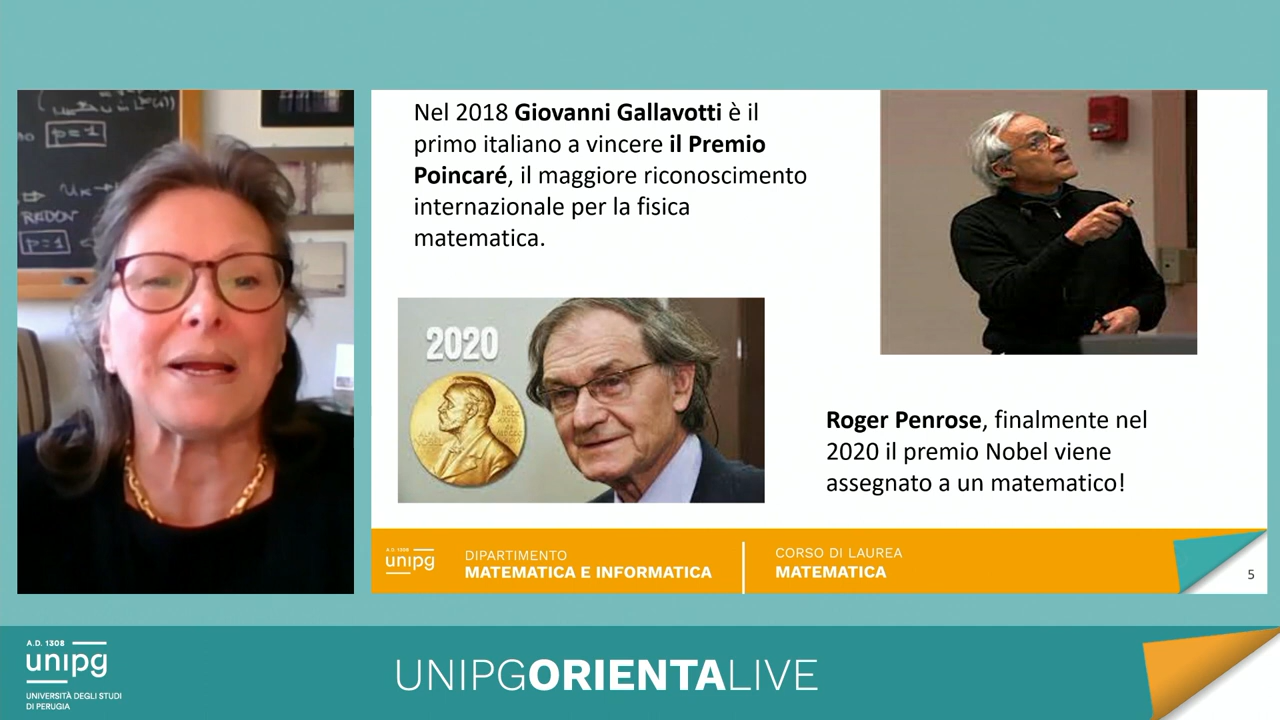 p=1
RADON
p=1
Nel 2018 Giovanni Gallavotti è il
primo italiano a vincere il Premio
Poincaré, il maggiore riconoscimento
internazionale per la fisica
matematica.
2020
Roger Penrose, finalmente nel
2020 il premio Nobel viene
assegnato a un matematico!
A.D. 1308
unipg
DIPARTIMENTO
MATEMATICA E INFORMATICA
CORSO DI LAUREA
MATEMATICA
5
A.D. 1308
unipg
UNIVERSITÀ DEGLI STUDI
DI PERUGIA
UNIPGORIENTALIVE